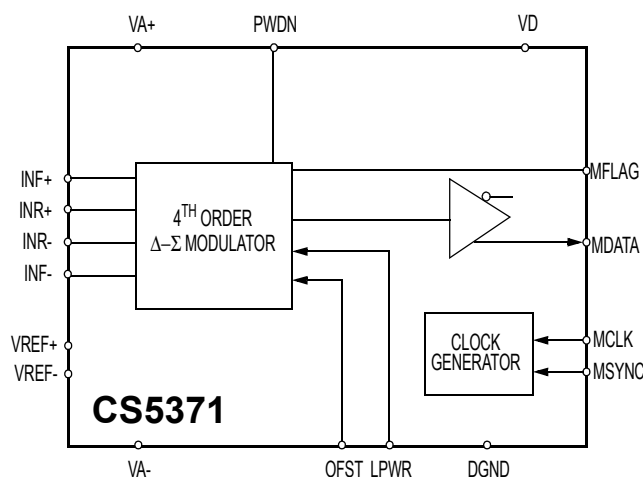 VA+
PWDN
VD
INF+
INR+
INR-
INF-
4TH ORDER
Δ–Σ MODULATOR
MFLAG
MDATA
VREF+
VREF-
CLOCK
GENERATOR
MCLK
MSYNC
CS5371
VA-
OFST
LPWR
DGND